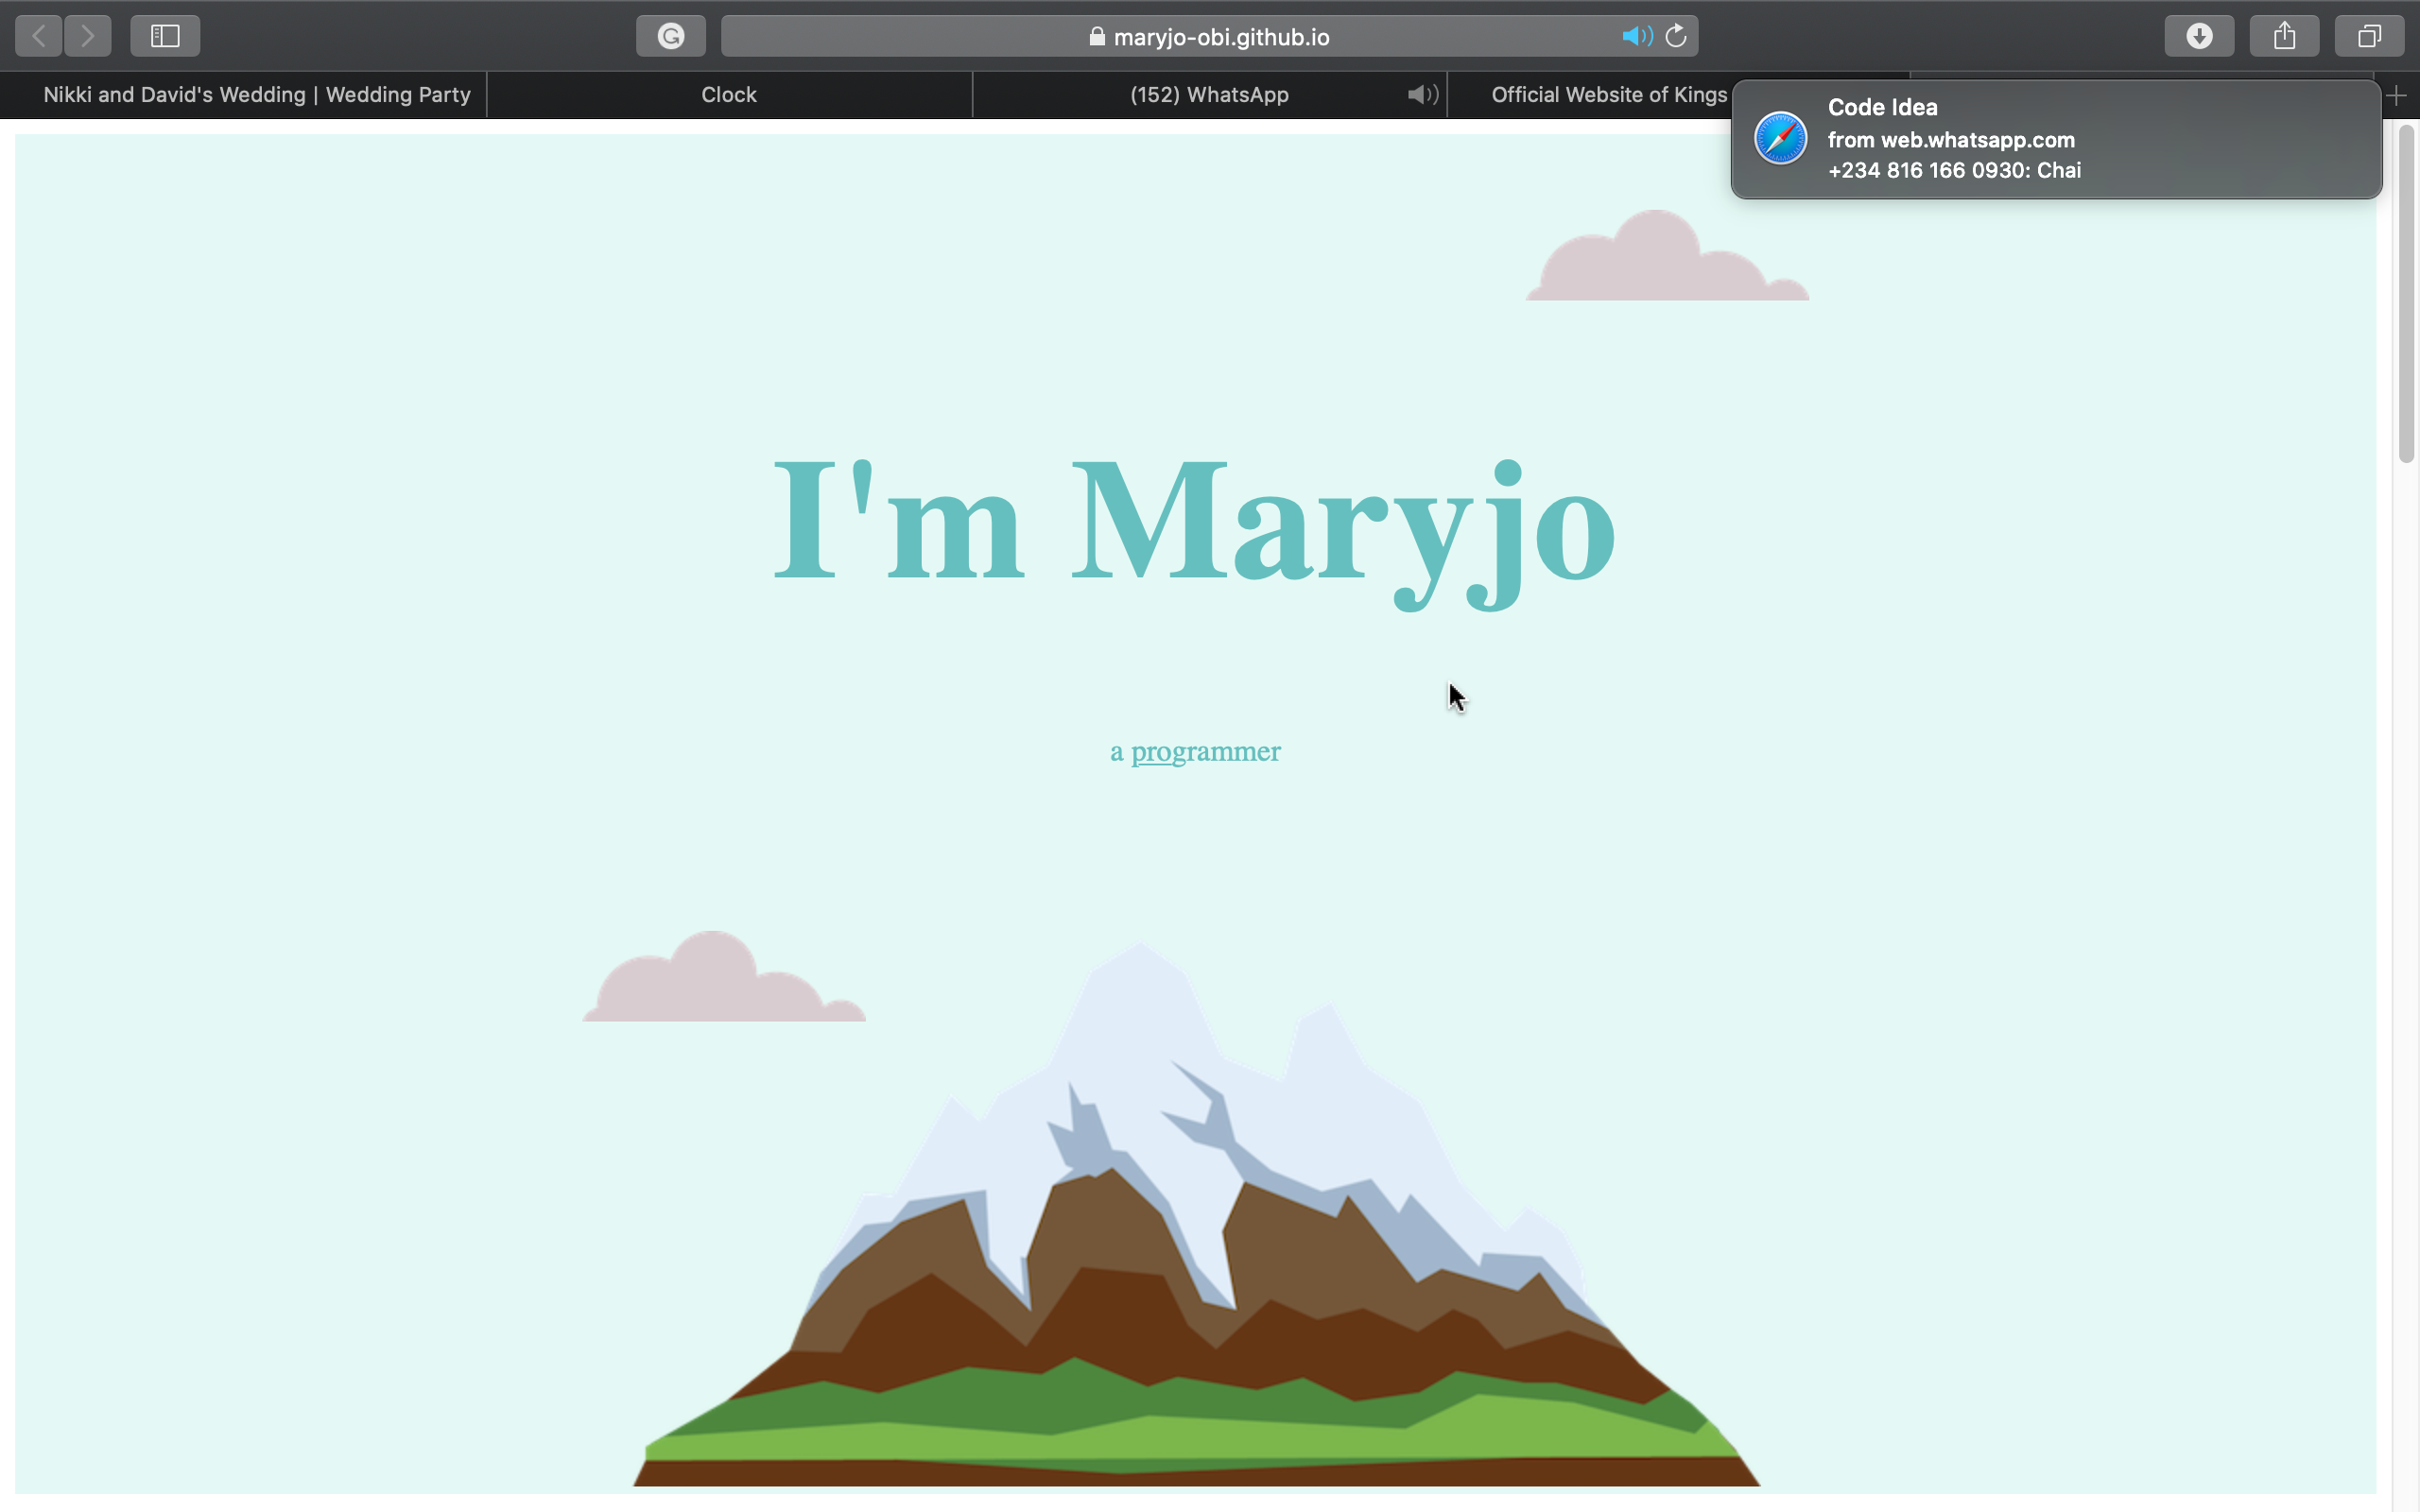 maryjo-obi.github.io
Nikki and David's Wedding | Wedding Party
Clock
(152) WhatsApp
Official Website of Kings
Code Idea
from web.whatsapp.com
+234 816 166 0930: Chai
I'm Maryjo
a programmer